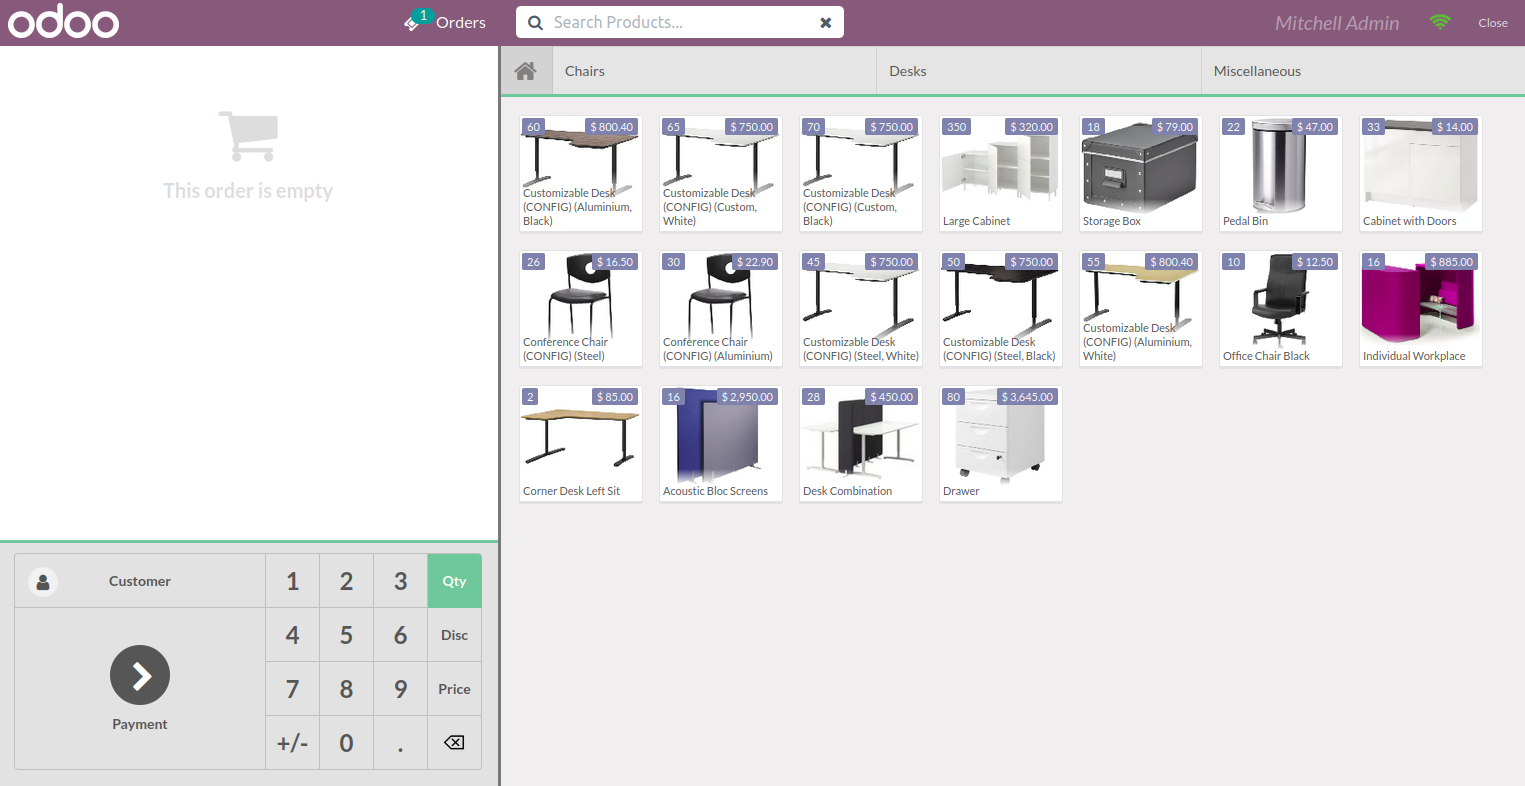 odoo
1
Orders
Search Products...
Mitchell Admin
Close
This order is empty
Chairs
Desks
Miscellaneous
60
$ 800.40
Customizable Desk
(CONFIG) (Aluminium,
Black)
65
$ 750.00
Customizable Desk
(CONFIG) (Custom,
White)
70
$ 750.00
Customizable Desk
(CONFIG) (Custom,
Black)
350
$ 320.00
Large Cabinet
18
$ 79.00
Storage Box
22
$ 47.00
Pedal Bin
33
$ 14.00
Cabinet with Doors
26
$ 16.50
Conference Chair
(CONFIG) (Steel)
30
$ 22.90
Conference Chair
(CONFIG) (Aluminium)
45
$ 750.00
Customizable Desk
(CONFIG) (Steel, White)
50
$ 750.00
Customizable Desk
(CONFIG) (Steel, Black)
55
$ 800.40
Customizable Desk
(CONFIG) (Aluminium,
White)
10
$ 12.50
Office Chair Black
16
$ 885.00
Individual Workplace
2
$ 85.00
Corner Desk Left Sit
16
$ 2,950.00
Acoustic Bloc Screens
28
$ 450.00
Desk Combination
80
$ 3,645.00
Drawer
Customer
Payment
1
2
3
Qty
4
5
6
Disc
7
8
9
Price
+/-
0
.